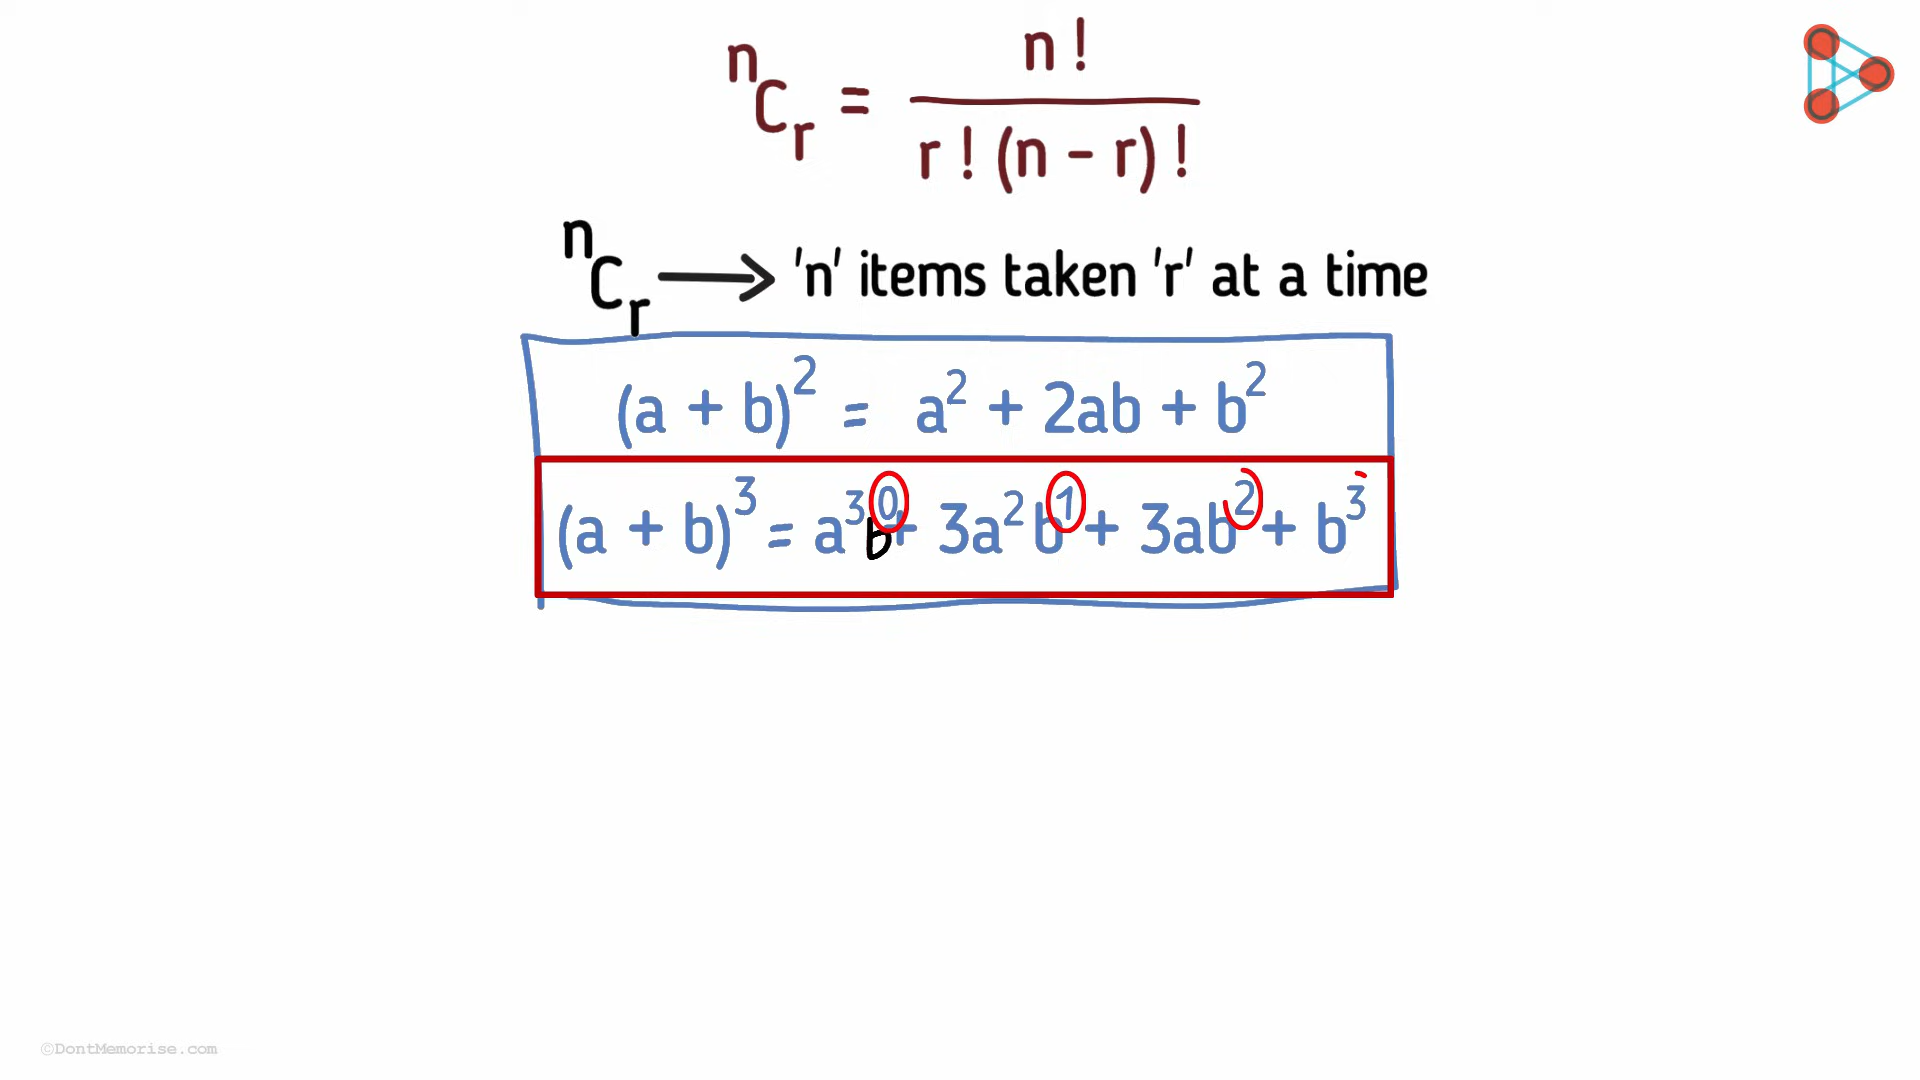 ⁿCᵣ = n ! / r ! (n - r) !
ⁿCᵣ ⟶ 'n' items taken 'r' at a time
(a + b)² = a² + 2ab + b²
(a + b)³ = a³b⁰ + 3a²b¹ + 3ab² + b³
©DontMemorise.com